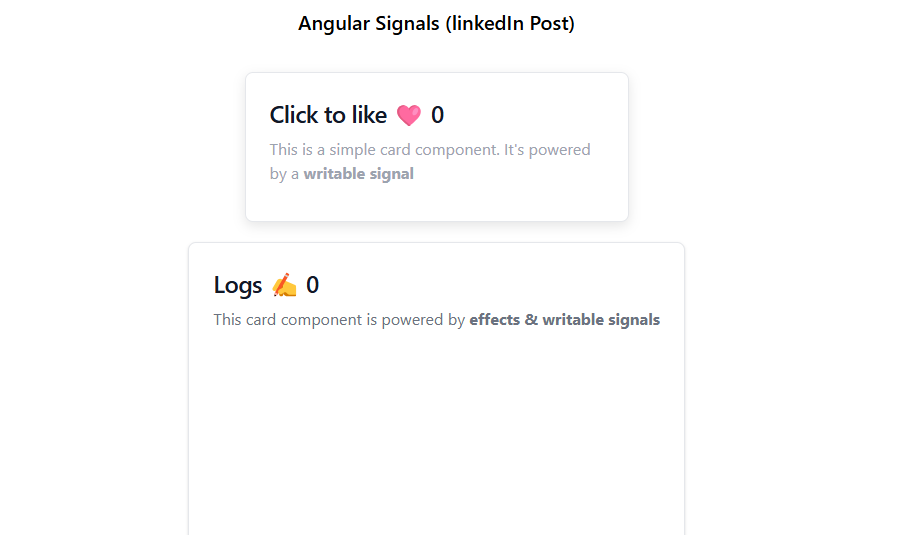 Angular Signals (linkedIn Post)
Click to like 💗 0
This is a simple card component. It's powered
by a writable signal
Logs ✍️ 0
This card component is powered by effects & writable signals